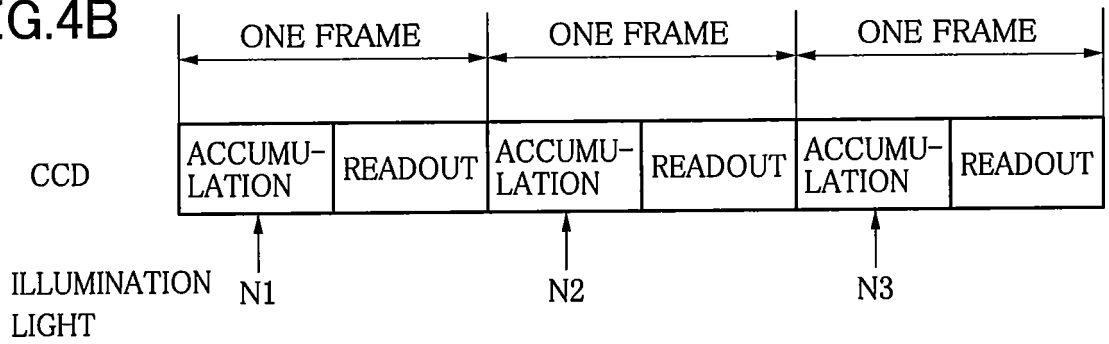 FIG.4B
ONE FRAME ONE FRAME ONE FRAME
CCD ACCUMU-LATION READOUT ACCUMU-LATION READOUT ACCUMU-LATION READOUT
ILLUMINATION LIGHT N1 N2 N3